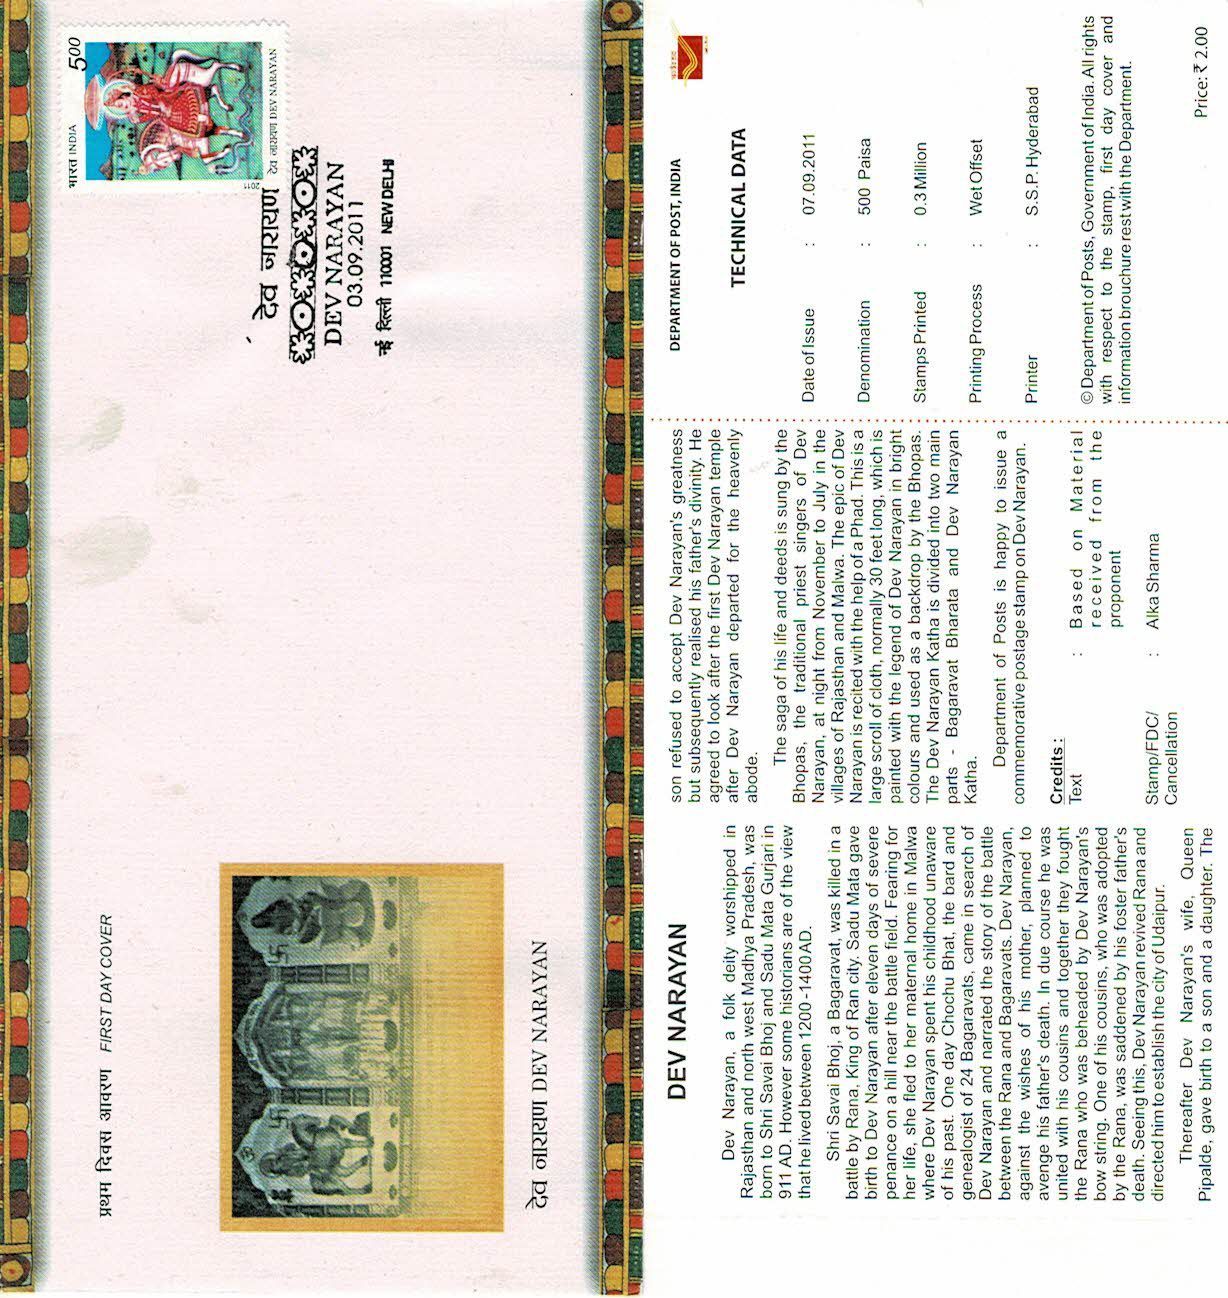 प्रथम दिवस आवरण FIRST DAY COVER
भारत INDIA 500
2011
देव नारायण DEV NARAYAN
देव नारायण
DEV NARAYAN
03.09.2011
नई दिल्ली 110001 NEW DELHI
ॐ
देव नारायण DEV NARAYAN
DEV NARAYAN
Dev Narayan, a folk deity worshipped in
Rajasthan and north west Madhya Pradesh, was
born to Shri Savai Bhoj and Sadu Mata Gurjari in
911 AD. However some historians are of the view
that he lived between 1200 -1400 AD.
Shri Savai Bhoj, a Bagaravat, was killed in a
battle by Rana, King of Ran city. Sadu Mata gave
birth to Dev Narayan after eleven days of severe
penance on a hill near the battle field. Fearing for
her life, she fled to her maternal home in Malwa
where Dev Narayan spent his childhood unaware
of his past. One day Chochu Bhat, the bard and
genealogist of 24 Bagaravats, came in search of
Dev Narayan and narrated the story of the battle
between the Rana and Bagaravats. Dev Narayan,
against the wishes of his mother, planned to
avenge his father's death. In due course he was
united with his cousins and together they fought
the Rana who was beheaded by Dev Narayan's
bow string. One of his cousins, who was adopted
by the Rana, was saddened by his foster father's
death. Seeing this, Dev Narayan revived Rana and
directed him to establish the city of Udaipur.
Thereafter Dev Narayan's wife, Queen
Pipalde, gave birth to a son and a daughter. The
son refused to accept Dev Narayan's greatness
but subsequently realised his father's divinity. He
agreed to look after the first Dev Narayan temple
after Dev Narayan departed for the heavenly
abode.
The saga of his life and deeds is sung by the
Bhopas, the traditional priest singers of Dev
Narayan, at night from November to July in the
villages of Rajasthan and Malwa. The epic of Dev
Narayan is recited with the help of a Phad. This is a
large scroll of cloth, normally 30 feet long, which is
painted with the legend of Dev Narayan in bright
colours and used as a backdrop by the Bhopas.
The Dev Narayan Katha is divided into two main
parts - Bagaravat Bharata and Dev Narayan
Katha.
Department of Posts is happy to issue a
commemorative postage stamp on Dev Narayan.
Credits :
Text : Based on Material
received from the
proponent
Stamp/FDC/ : Alka Sharma
Cancellation
DEPARTMENT OF POST, INDIA
TECHNICAL DATA
Date of Issue : 07.09.2011
Denomination : 500 Paisa
Stamps Printed : 0.3 Million
Printing Process : Wet Offset
Printer : S.S.P. Hyderabad
© Department of Posts, Government of India. All rights
with respect to the stamp, first day cover and
information brouchure rest with the Department.
Price: ₹ 2.00